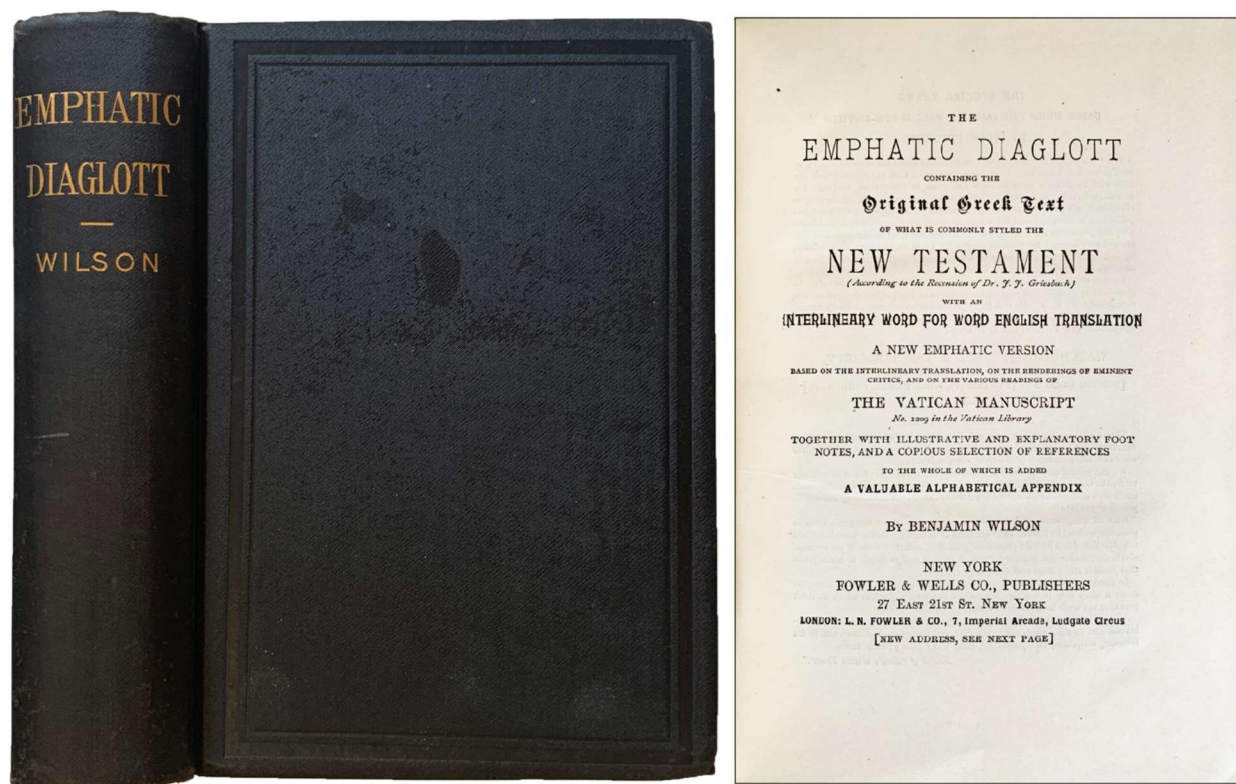 EMPHATIC
DIAGLOTT
WILSON
THE
EMPHATIC DIAGLOTT
CONTAINING THE
Original Greek Text
OF WHAT IS COMMONLY STYLED THE
NEW TESTAMENT
(According to the Recension of Dr. J. J. Griesbach)
WITH AN
INTERLINEARY WORD FOR WORD ENGLISH TRANSLATION
A NEW EMPHATIC VERSION
BASED ON THE INTERLINEARY TRANSLATION, ON THE RENDERINGS OF EMINENT
CRITICS, AND ON THE VARIOUS READINGS OF
THE VATICAN MANUSCRIPT
No. 1209 in the Vatican Library
TOGETHER WITH ILLUSTRATIVE AND EXPLANATORY FOOT
NOTES, AND A COPIOUS SELECTION OF REFERENCES
TO THE WHOLE OF WHICH IS ADDED
A VALUABLE ALPHABETICAL APPENDIX
By BENJAMIN WILSON
NEW YORK
FOWLER & WELLS CO., PUBLISHERS
27 East 21st St. New York
LONDON: L. N. FOWLER & CO., 7, Imperial Arcade, Ludgate Circus
[NEW ADDRESS, SEE NEXT PAGE]